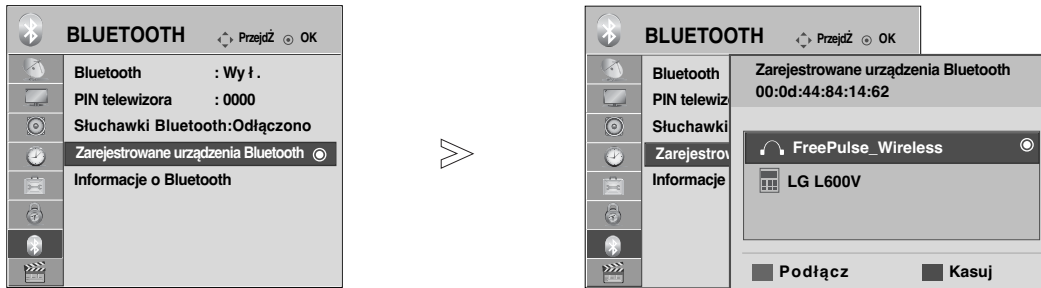 BLUETOOTH PrzejdŹ OK
Bluetooth : Wy ł .
PIN telewizora : 0000
Słuchawki Bluetooth:Odłączono
Zarejestrowane urządzenia Bluetooth
Informacje o Bluetooth
BLUETOOTH PrzejdŹ OK
Bluetooth
PIN telewiz
Słuchawki
Zarejestrov
Informacje
Zarejestrowane urządzenia Bluetooth
00:0d:44:84:14:62
FreePulse_Wireless
LG L600V
Podłącz Kasuj